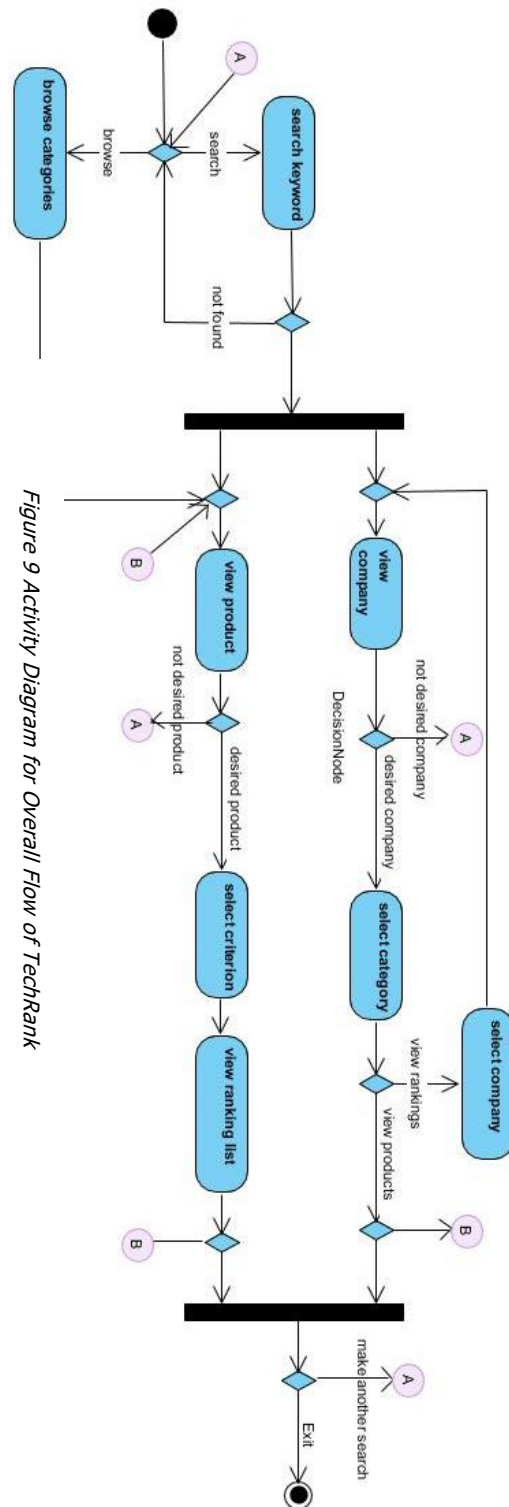 select company
A
A
B
not desired company
view rankings
make another search
view company
desired company
select category
view products
DecisionNode
search keyword
Exit
A
search
not found
view product
desired product
select criterion
view ranking list
not desired product
browse
B
A
B
browse categories
Figure 9 Activity Diagram for Overall Flow of TechRank